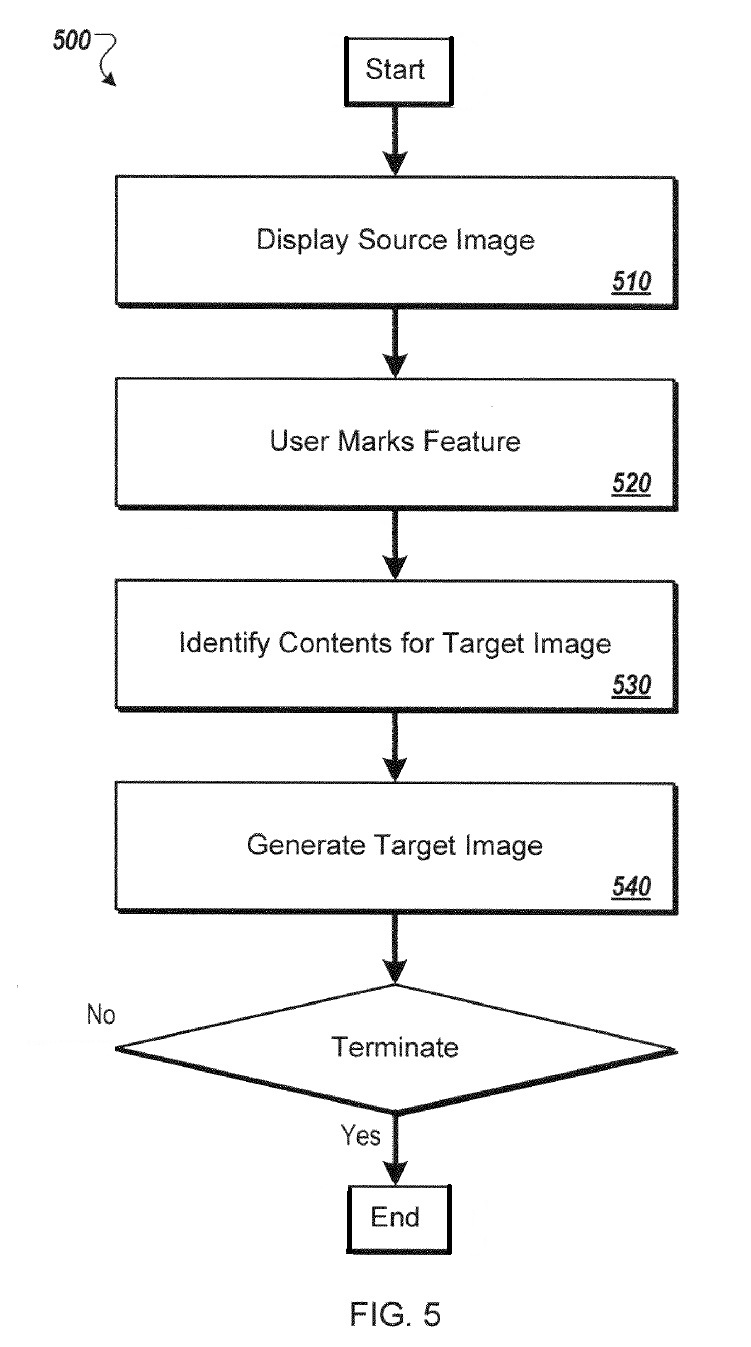 500
Start
Display Source Image
510
User Marks Feature
520
Identify Contents for Target Image
530
Generate Target Image
540
No
Terminate
Yes
End
FIG. 5